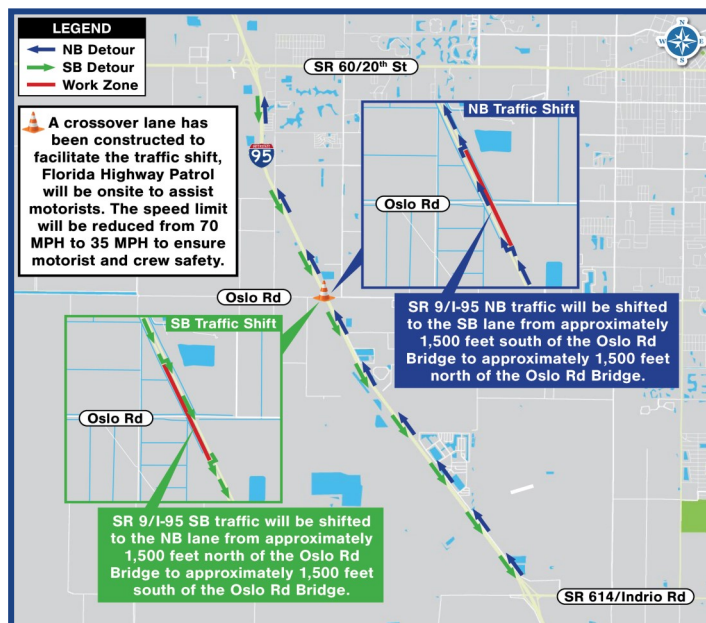 LEGEND
NB Detour
SB Detour
Work Zone
SR 60/20th St
N
W E
S
A crossover lane has
been constructed to
facilitate the traffic shift,
Florida Highway Patrol
will be onsite to assist
motorists. The speed limit
will be reduced from 70
MPH to 35 MPH to ensure
motorist and crew safety.
95
NB Traffic Shift
Oslo Rd
SR 9/I-95 NB traffic will be shifted
to the SB lane from approximately
1,500 feet south of the Oslo Rd
Bridge to approximately 1,500 feet
north of the Oslo Rd Bridge.
Oslo Rd
SB Traffic Shift
Oslo Rd
SR 9/I-95 SB traffic will be shifted
to the NB lane from approximately
1,500 feet north of the Oslo Rd
Bridge to approximately 1,500 feet
south of the Oslo Rd Bridge.
SR 614/Indrio Rd